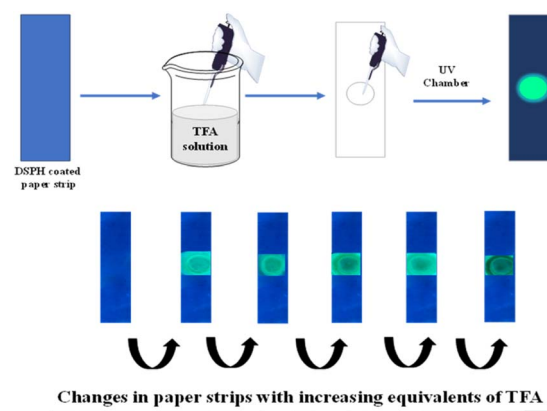 UV
Chamber
TFA
solution
DSPH coated
paper strip
Changes in paper strips with increasing equivalents of TFA